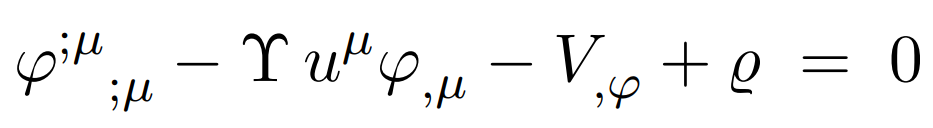 φ^{;μ}_{;μ} − ϒ u^μ φ_{,μ} − V_{,φ} + ϱ = 0